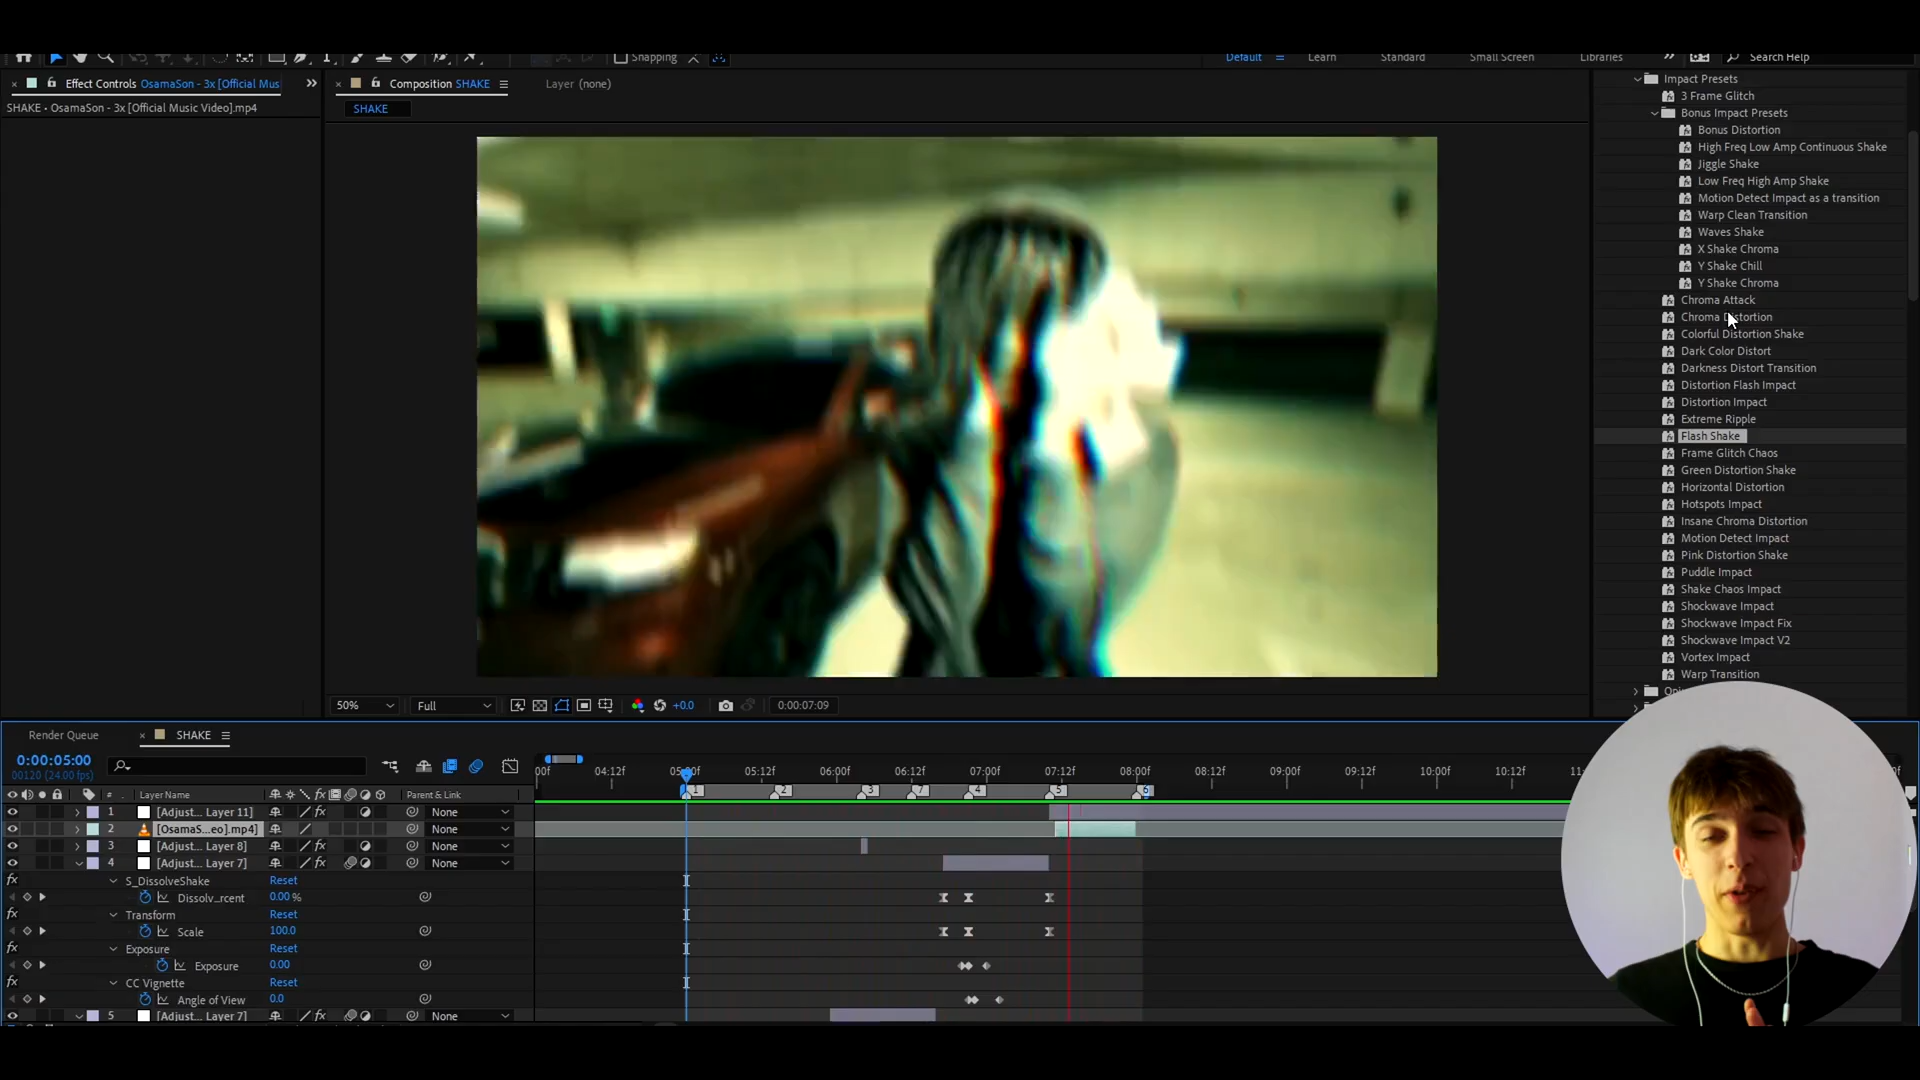 Snapping
Default
Learn
Standard
Small Screen
Libraries
Search Help
Effect Controls OsamaSon - 3x [Official Mus
Composition SHAKE
Layer (none)
SHAKE • OsamaSon - 3x [Official Music Video].mp4
SHAKE
Impact Presets
3 Frame Glitch
Bonus Impact Presets
Bonus Distortion
High Freq Low Amp Continuous Shake
Jiggle Shake
Low Freq High Amp Shake
Motion Detect Impact as a transition
Warp Clean Transition
Waves Shake
X Shake Chroma
Y Shake Chill
Y Shake Chroma
Chroma Attack
Chroma Distortion
Colorful Distortion Shake
Dark Color Distort
Darkness Distort Transition
Distortion Flash Impact
Distortion Impact
Extreme Ripple
Flash Shake
Frame Glitch Chaos
Green Distortion Shake
Horizontal Distortion
Hotspots Impact
Insane Chroma Distortion
Motion Detect Impact
Pink Distortion Shake
Puddle Impact
Shake Chaos Impact
Shockwave Impact
Shockwave Impact Fix
Shockwave Impact V2
Vortex Impact
Warp Transition
50%
Full
+0.0
0:00:07:09
Render Queue
SHAKE
0:00:05:00
00120 (24.00 fps)
:00f 04:12f 05:00f 05:12f 06:00f 06:12f 07:00f 07:12f 08:00f 08:12f 09:00f 09:12f 10:00f 10:12f
1 2 3 7 4 5 6
# Layer Name Parent & Link
1 [Adjust... Layer 11] None
2 [OsamaS...eo].mp4] None
3 [Adjust... Layer 8] None
4 [Adjust... Layer 7] None
S_DissolveShake Reset
Dissolv_rcent 0.00 %
Transform Reset
Scale 100.0
Exposure Reset
Exposure 0.00
CC Vignette Reset
Angle of View 0.0
5 [Adjust... Layer 7] None